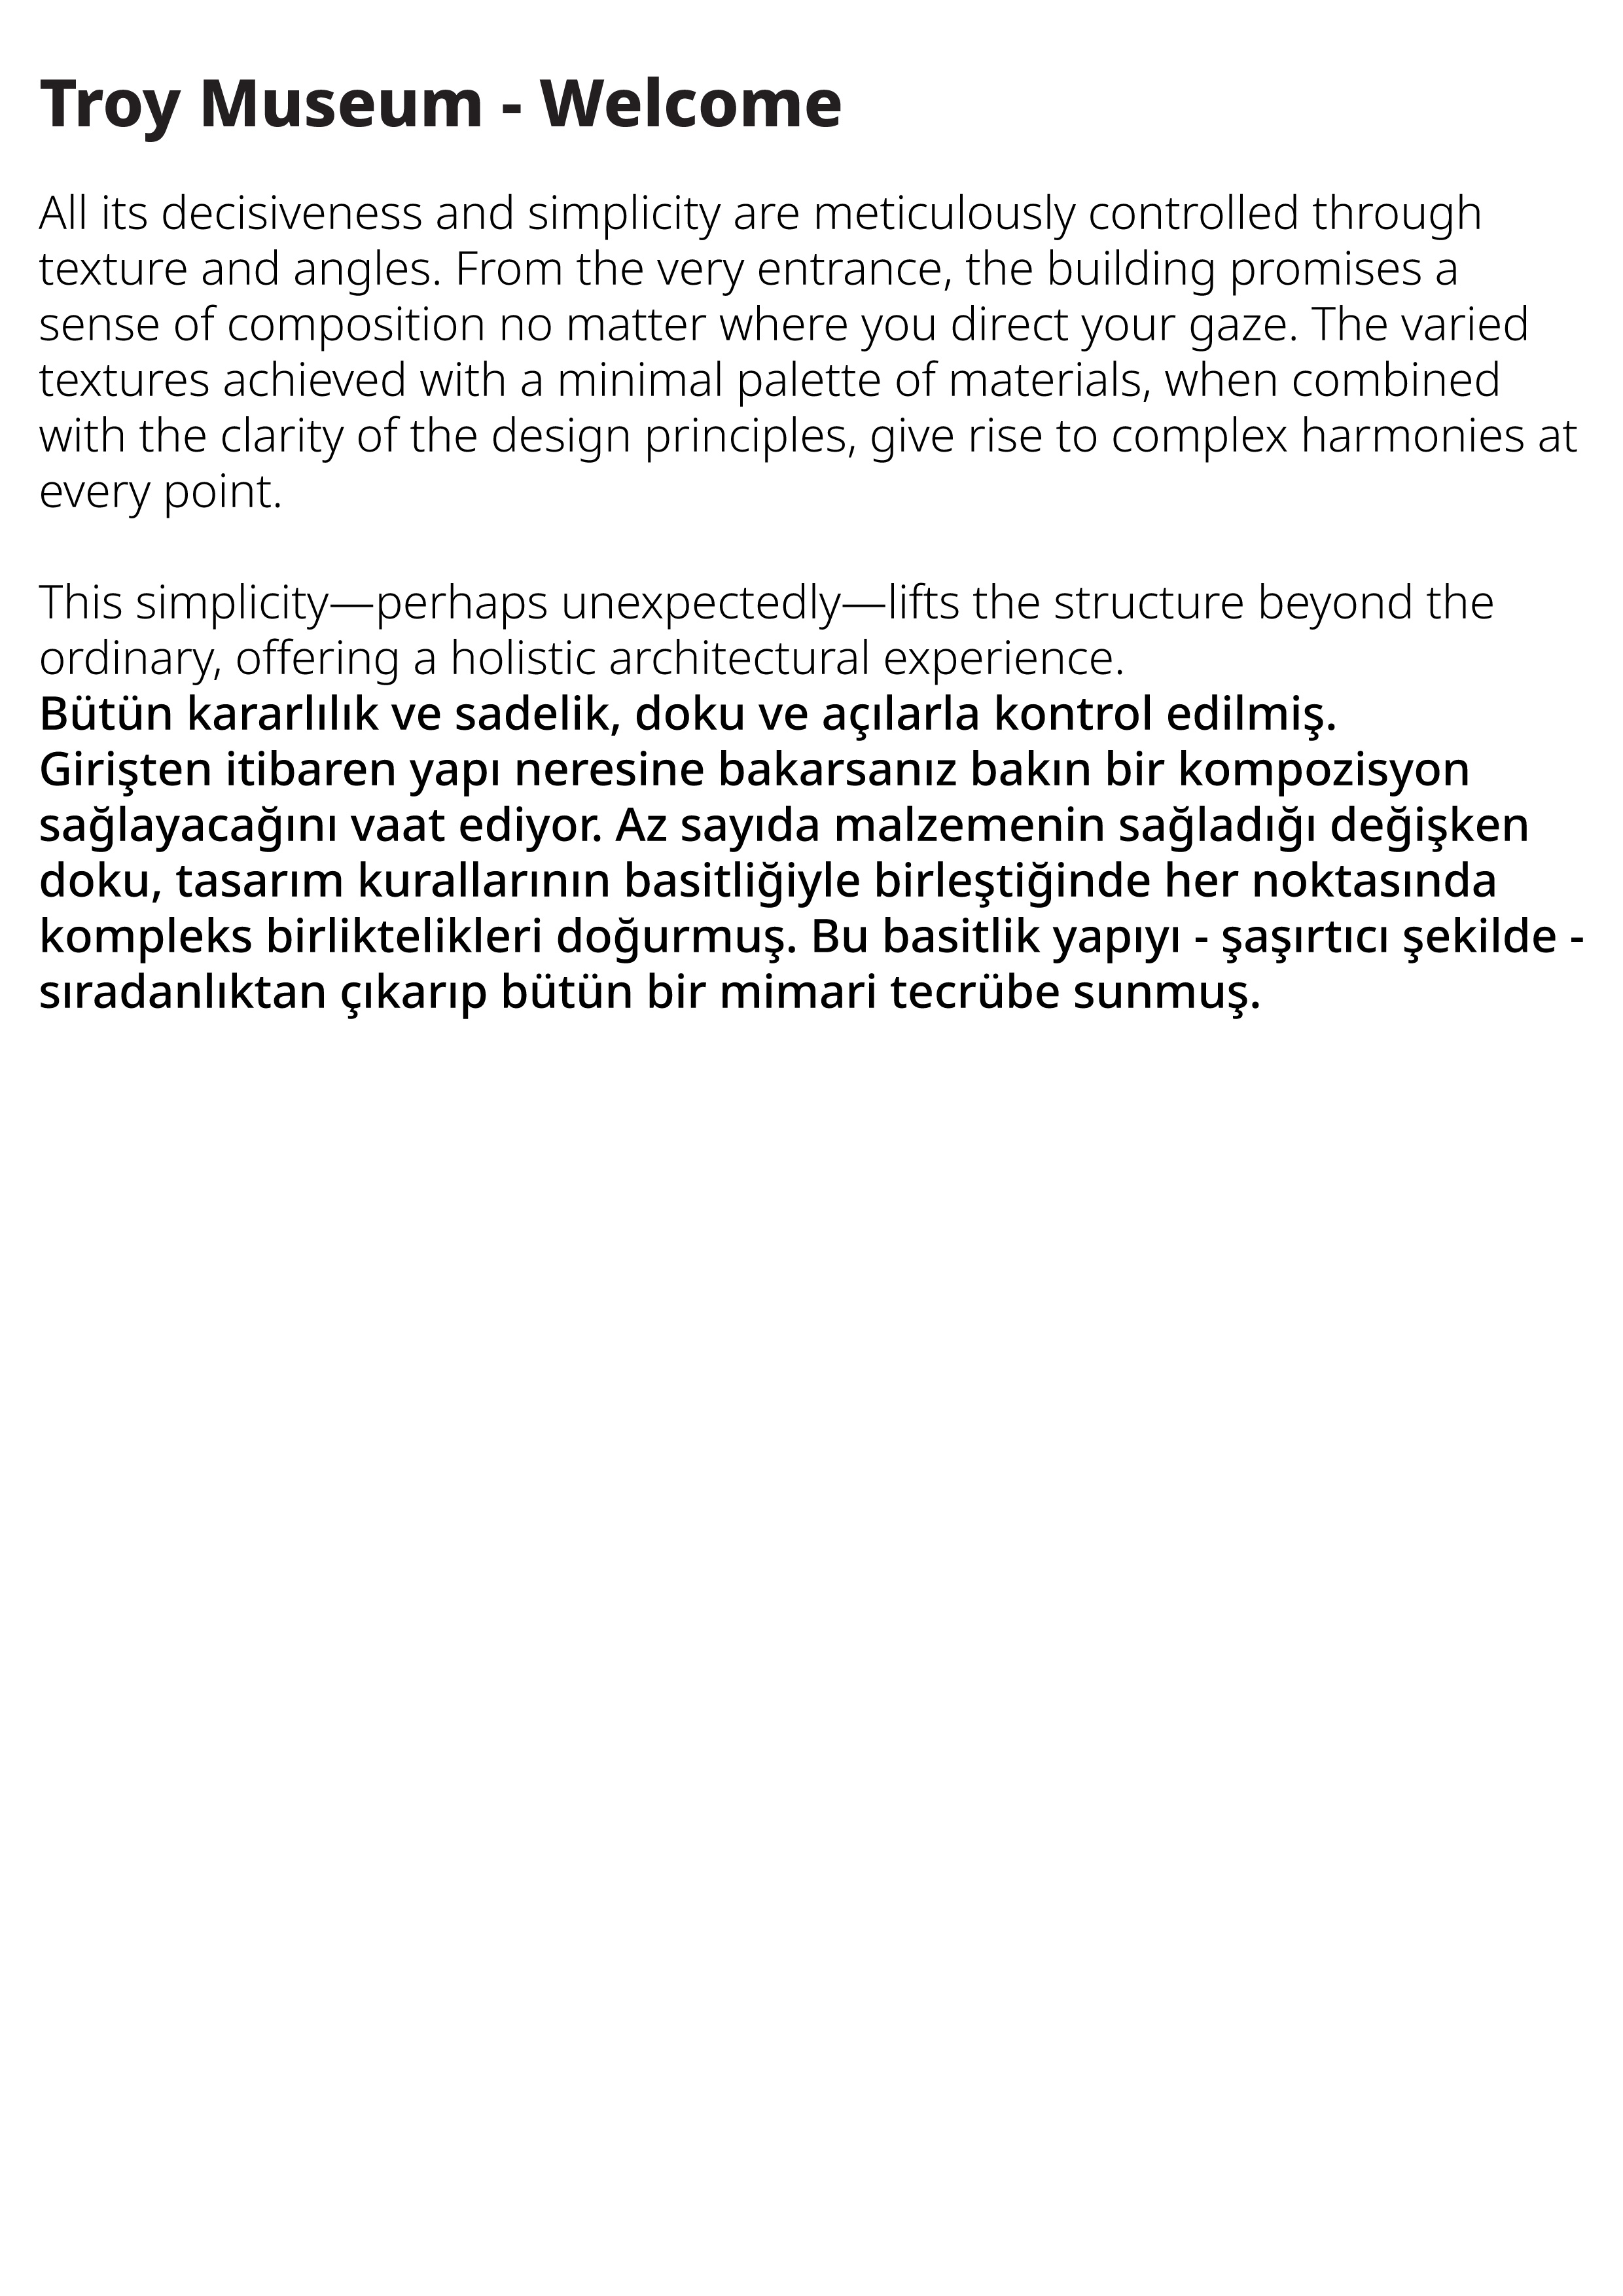 Troy Museum - Welcome
All its decisiveness and simplicity are meticulously controlled through
texture and angles. From the very entrance, the building promises a
sense of composition no matter where you direct your gaze. The varied
textures achieved with a minimal palette of materials, when combined
with the clarity of the design principles, give rise to complex harmonies at
every point.
This simplicity—perhaps unexpectedly—lifts the structure beyond the
ordinary, offering a holistic architectural experience.
Bütün kararlılık ve sadelik, doku ve açılarla kontrol edilmiş.
Girişten itibaren yapı neresine bakarsanız bakın bir kompozisyon
sağlayacağını vaat ediyor. Az sayıda malzemenin sağladığı değişken
doku, tasarım kurallarının basitliğiyle birleştiğinde her noktasında
kompleks birliktelikleri doğurmuş. Bu basitlik yapıyı - şaşırtıcı şekilde -
sıradanlıktan çıkarıp bütün bir mimari tecrübe sunmuş.